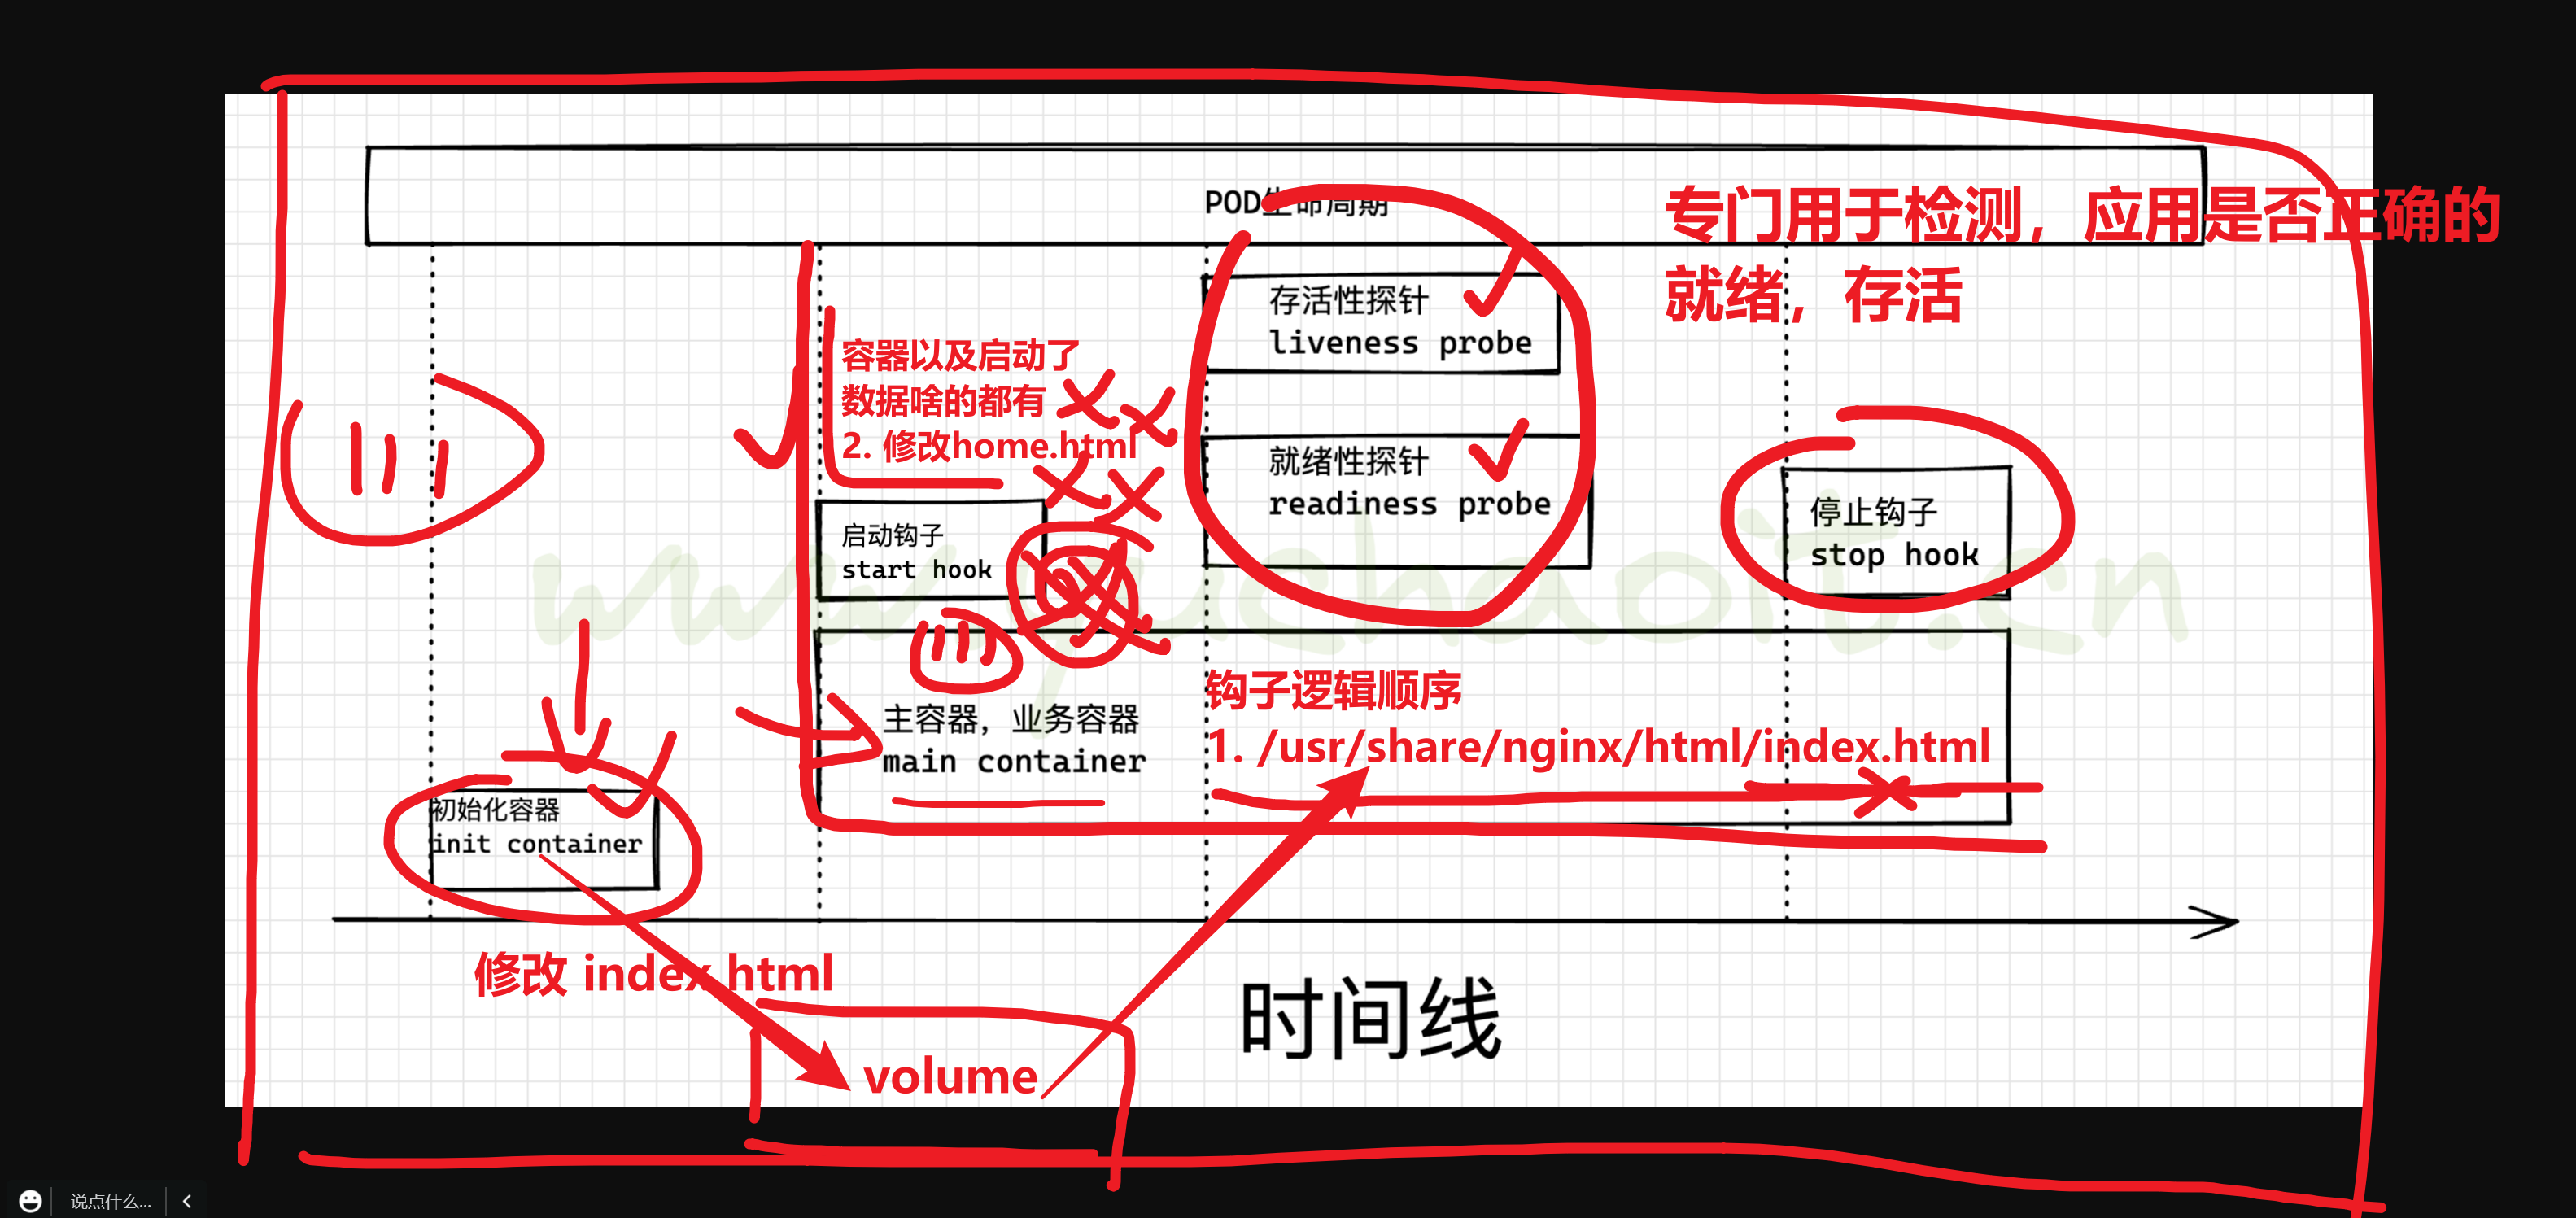 POD生命周期
专门用于检测，应用是否正确的
就绪，存活
存活性探针
liveness probe
容器以及启动了
数据啥的都有
2. 修改home.html
就绪性探针
readiness probe
启动钩子
start hook
停止钩子
stop hook
www.yuchaoit.cn
钩子逻辑顺序
1. /usr/share/nginx/html/index.html
主容器，业务容器
main container
初始化容器
init container
修改 index.html
时间线
volume
说点什么...